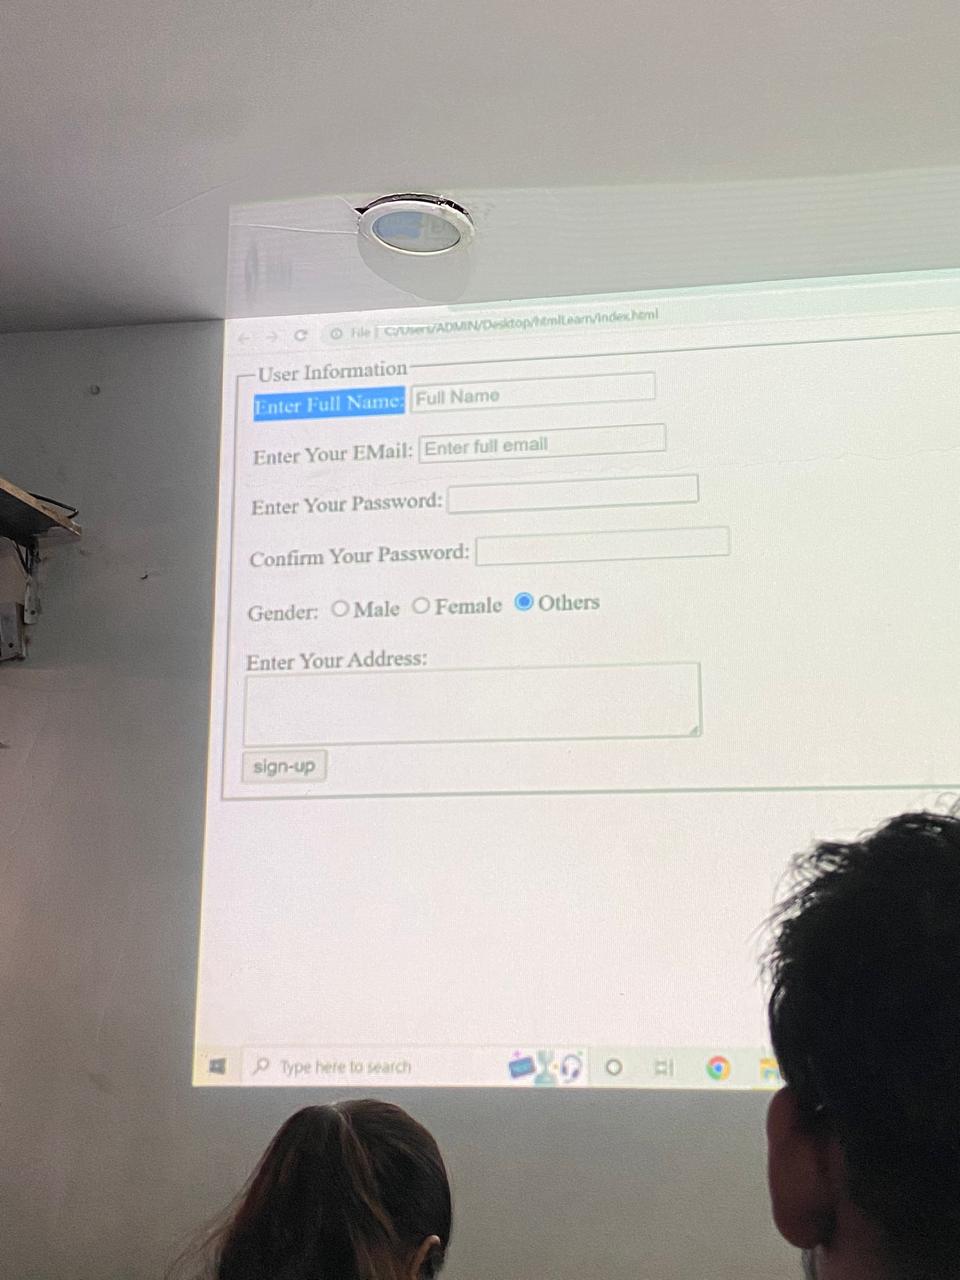 File | C:/Users/ADMIN/Desktop/htmlLearn/index.html
User Information
Enter Full Name: Full Name
Enter Your EMail: Enter full email
Enter Your Password:
Confirm Your Password:
Gender: Male Female Others
Enter Your Address:
sign-up
Type here to search